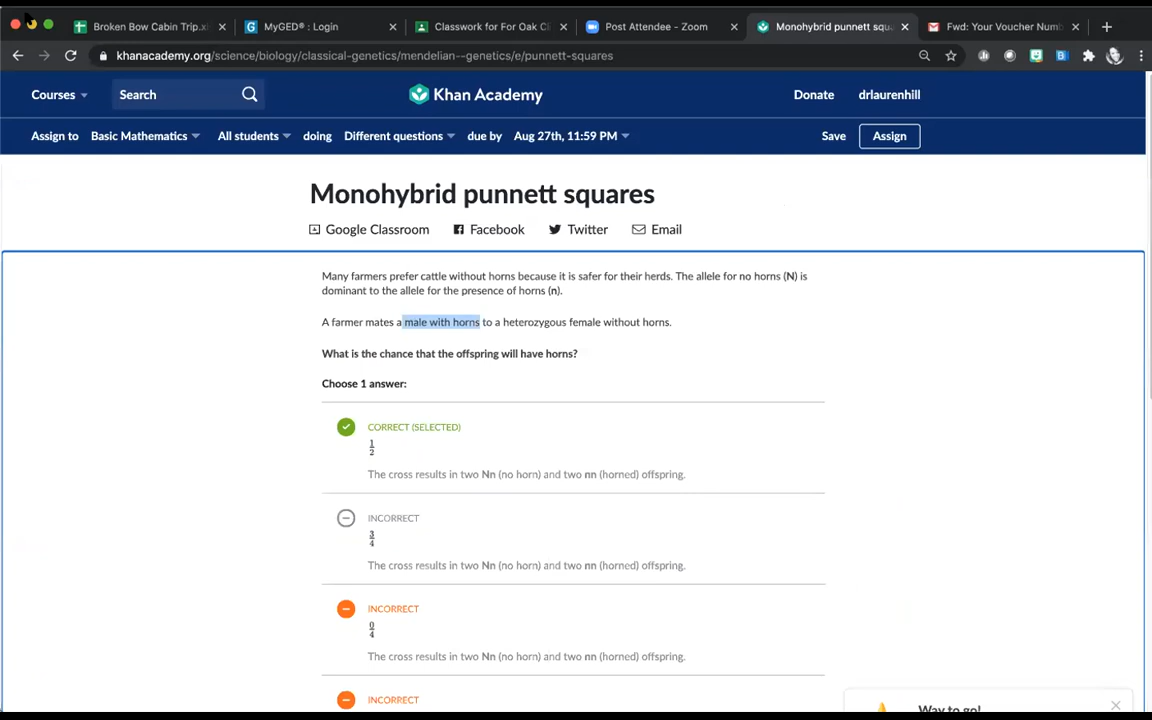 Broken Bow Cabin Trip.xl
MyGED® : Login
Classwork for For Oak Cl
Post Attendee - Zoom
Monohybrid punnett squa
Fwd: Your Voucher Numb
khanacademy.org/science/biology/classical-genetics/mendelian--genetics/e/punnett-squares
Courses
Search
Khan Academy
Donate
drlaurenhill
Assign to Basic Mathematics All students doing Different questions due by Aug 27th, 11:59 PM
Save
Assign
Monohybrid punnett squares
Google Classroom
Facebook
Twitter
Email
Many farmers prefer cattle without horns because it is safer for their herds. The allele for no horns (N) is
dominant to the allele for the presence of horns (n).
A farmer mates a male with horns to a heterozygous female without horns.
What is the chance that the offspring will have horns?
Choose 1 answer:
CORRECT (SELECTED)
1
2
The cross results in two Nn (no horn) and two nn (horned) offspring.
INCORRECT
3
4
The cross results in two Nn (no horn) and two nn (horned) offspring.
INCORRECT
0
4
The cross results in two Nn (no horn) and two nn (horned) offspring.
INCORRECT
Way to go!